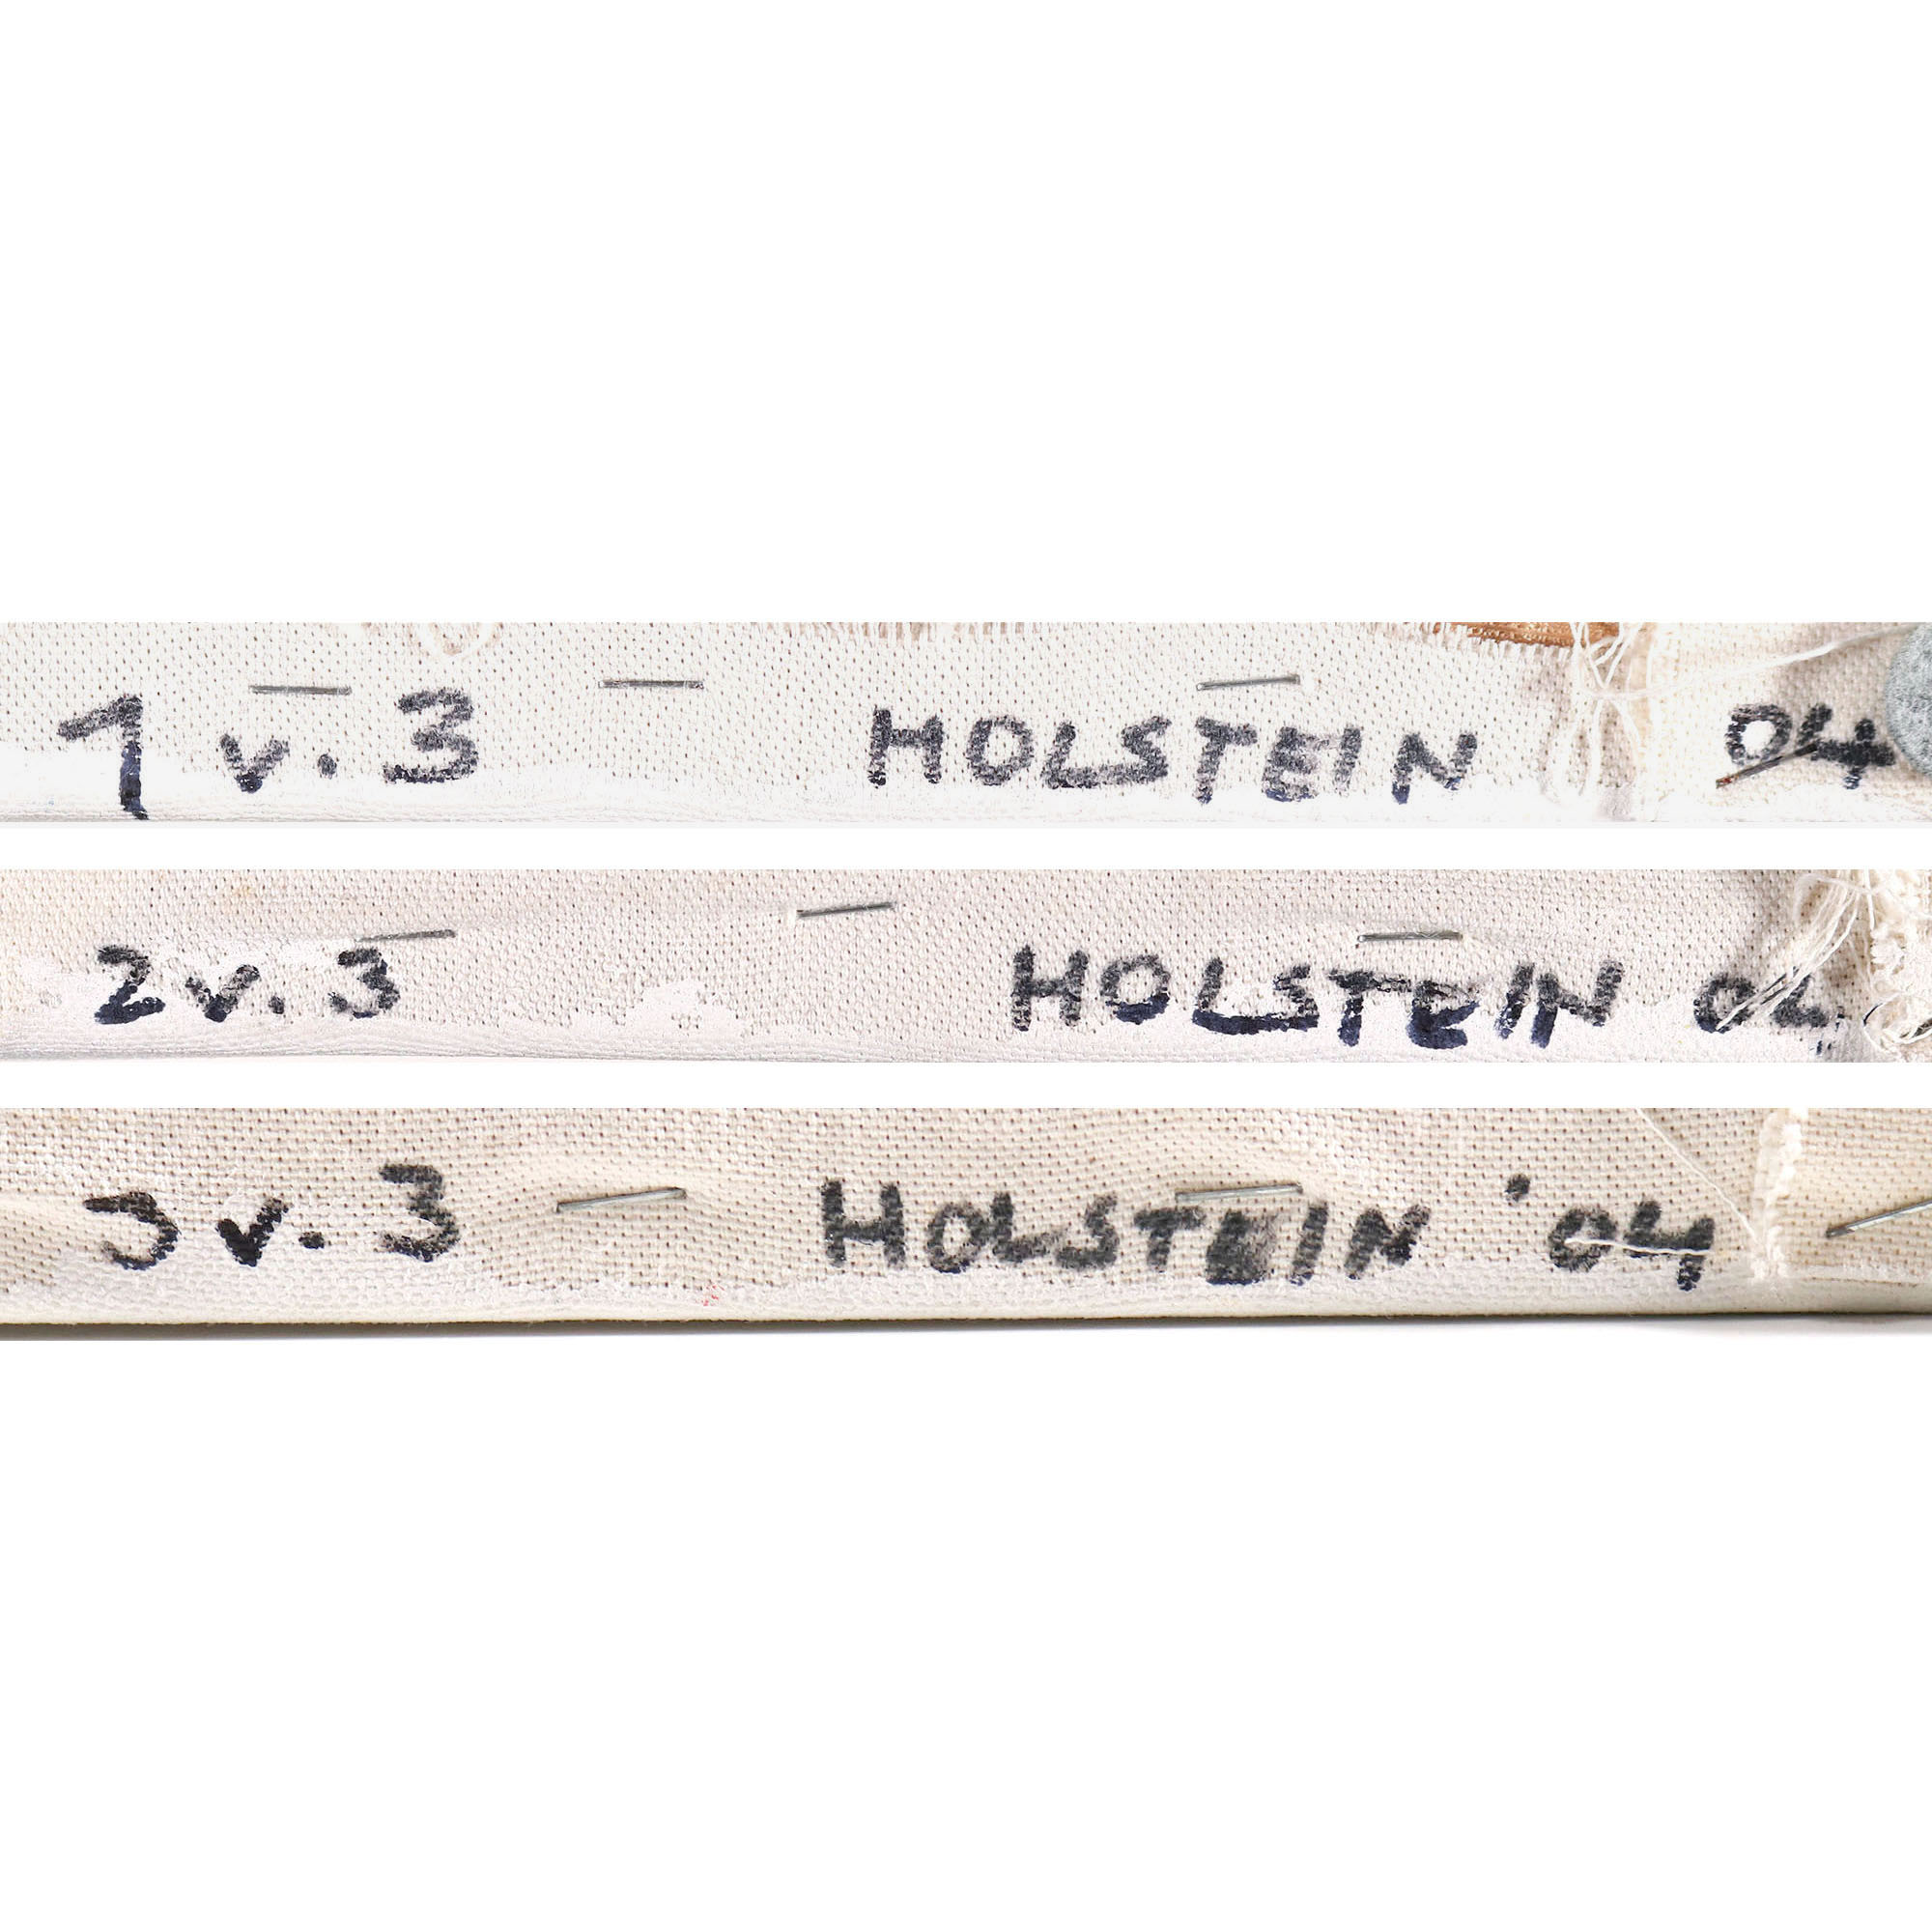 1 v. 3 HOLSTEIN 04
2 v. 3 HOLSTEIN 04
3 v. 3 HOLSTEIN '04